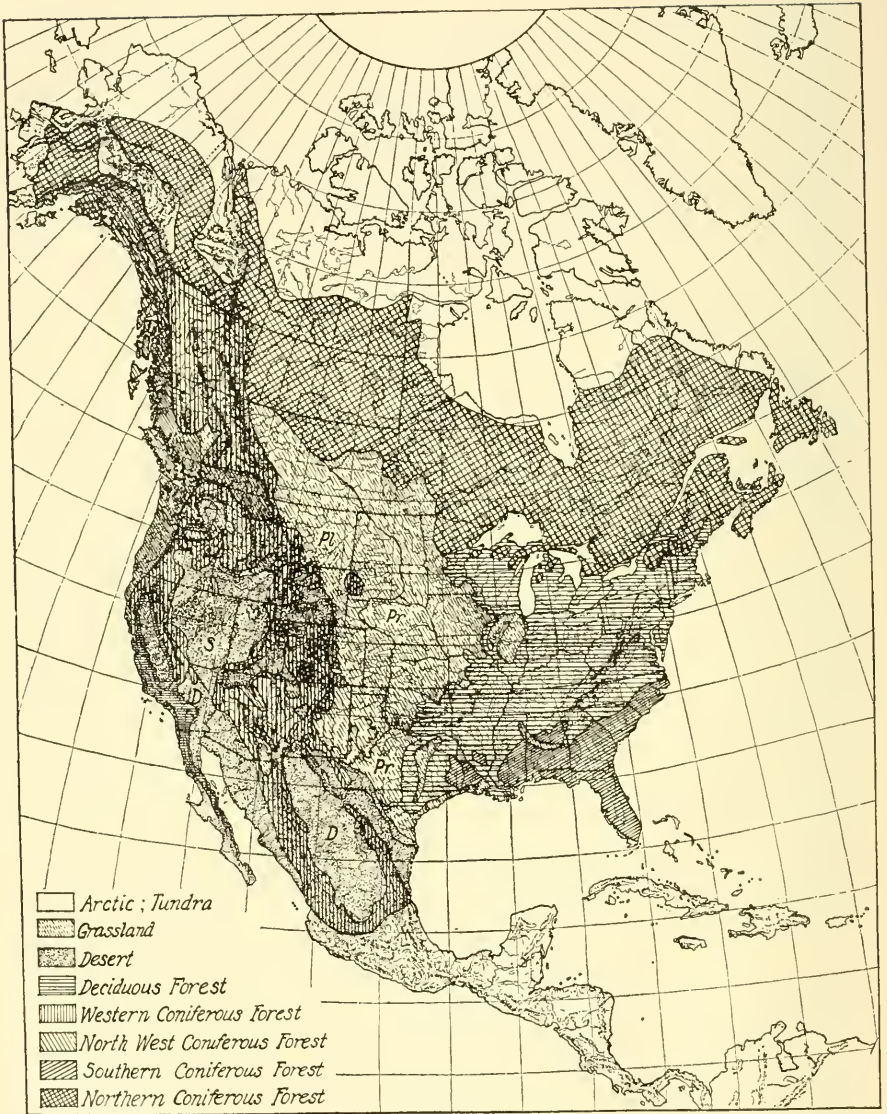 Pl.
Pr.
S
Pr.
D
Arctic ; Tundra
Grassland
Desert
Deciduous Forest
Western Coniferous Forest
North West Coniferous Forest
Southern Coniferous Forest
Northern Coniferous Forest